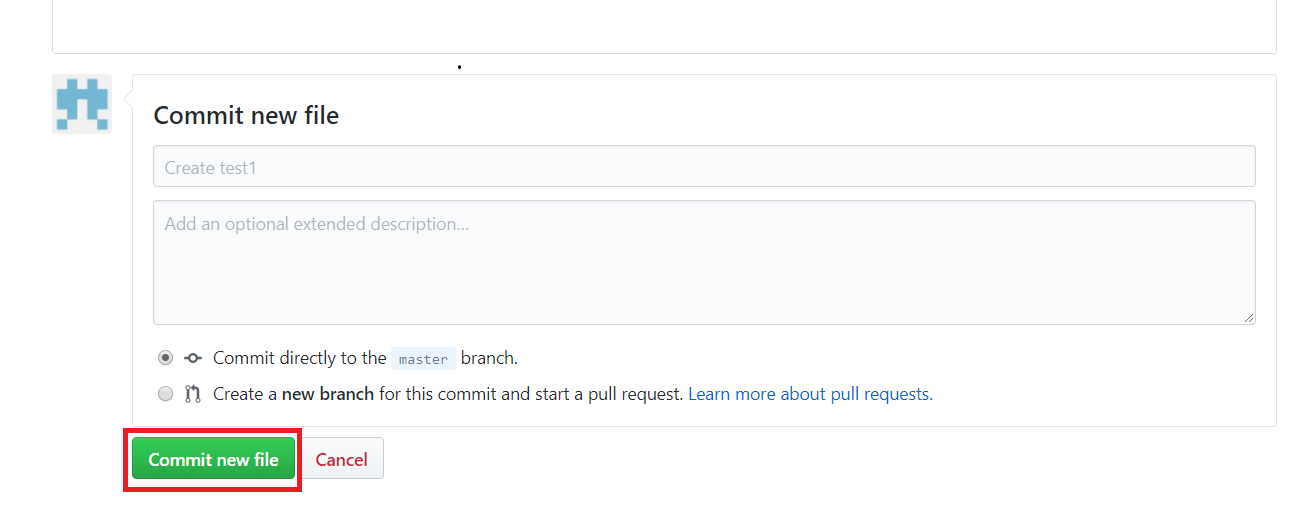 Commit new file
Create test1
Add an optional extended description...
Commit directly to the master branch.
Create a new branch for this commit and start a pull request. Learn more about pull requests.
Commit new file Cancel